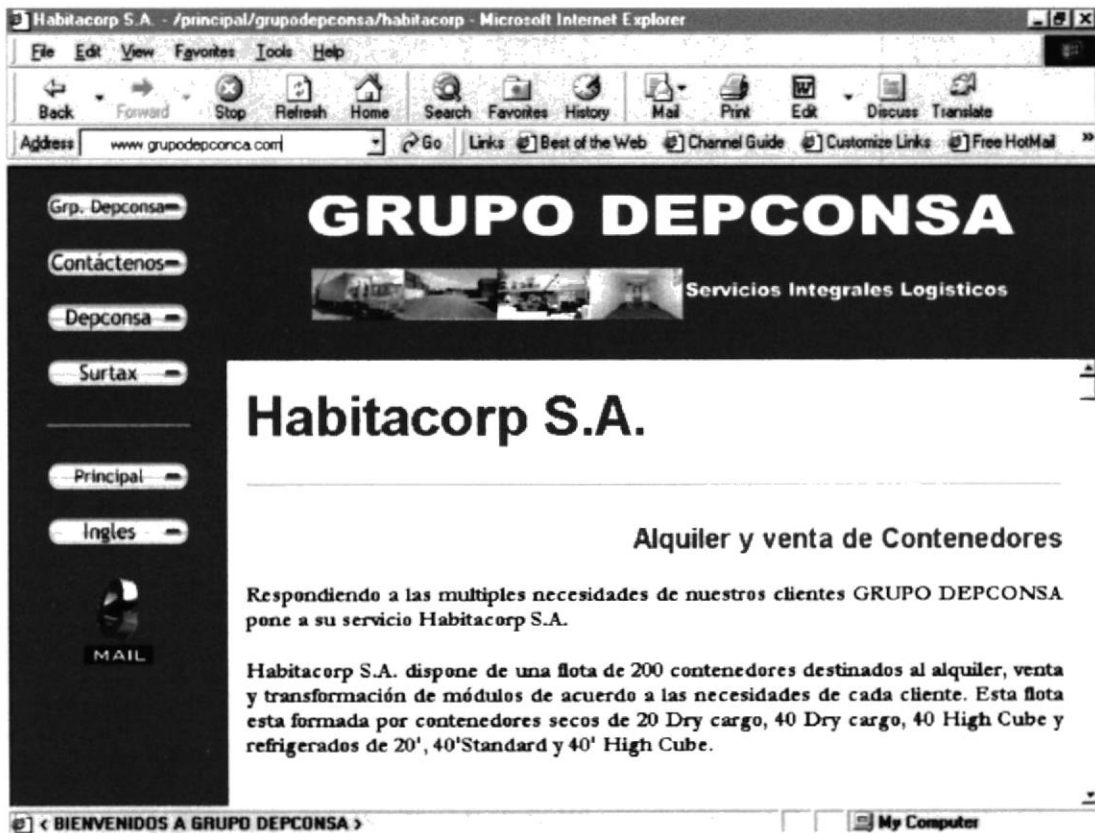 Habitacorp S.A. - /principal/grupodepconsa/habitacorp - Microsoft Internet Explorer
File Edit View Favorites Tools Help
Back Forward Stop Refresh Home Search Favorites History Mail Print Edit Discuss Translate
Address www.grupodepconca.com Go Links Best of the Web Channel Guide Customize Links Free HotMail »
Grp. Depconsa
Contáctenos
Depconsa
Surtax
Principal
Ingles
MAIL
GRUPO DEPCONSA
Servicios Integrales Logisticos
Habitacorp S.A.
Alquiler y venta de Contenedores
Respondiendo a las multiples necesidades de nuestros clientes GRUPO DEPCONSA
pone a su servicio Habitacorp S.A.
Habitacorp S.A. dispone de una flota de 200 contenedores destinados al alquiler, venta
y transformación de módulos de acuerdo a las necesidades de cada cliente. Esta flota
esta formada por contenedores secos de 20 Dry cargo, 40 Dry cargo, 40 High Cube y
refrigerados de 20', 40'Standard y 40' High Cube.
< BIENVENIDOS A GRUPO DEPCONSA > My Computer